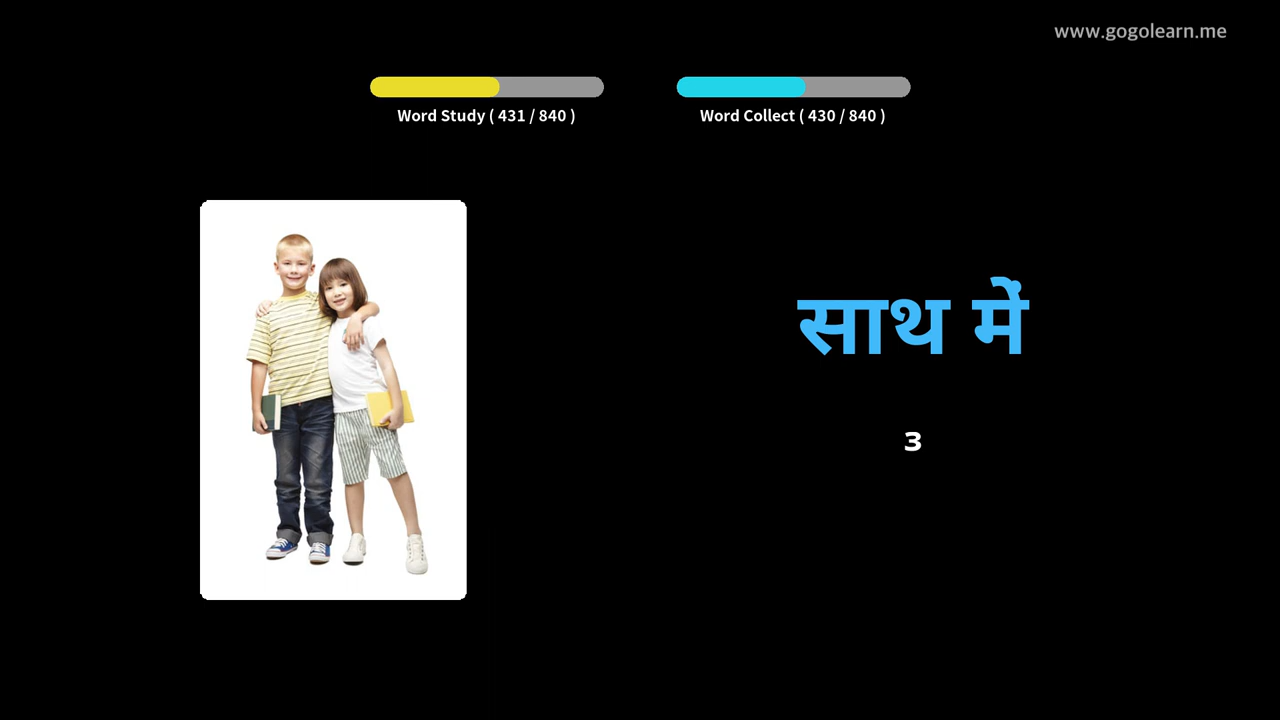 www.gogolearn.me
Word Study ( 431 / 840 )
Word Collect ( 430 / 840 )
साथ में
3